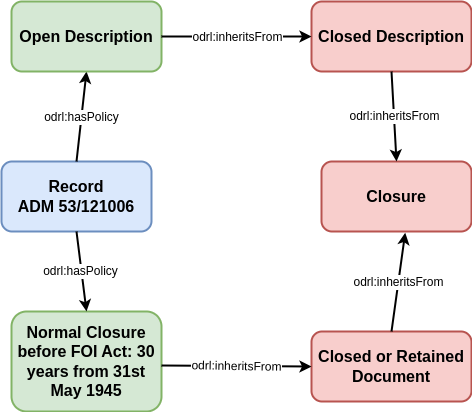 Open Description
odrl:inheritsFrom
Closed Description
odrl:hasPolicy
odrl:inheritsFrom
Record
ADM 53/121006
Closure
odrl:hasPolicy
odrl:inheritsFrom
Normal Closure
before FOI Act: 30
years from 31st
May 1945
odrl:inheritsFrom
Closed or Retained
Document